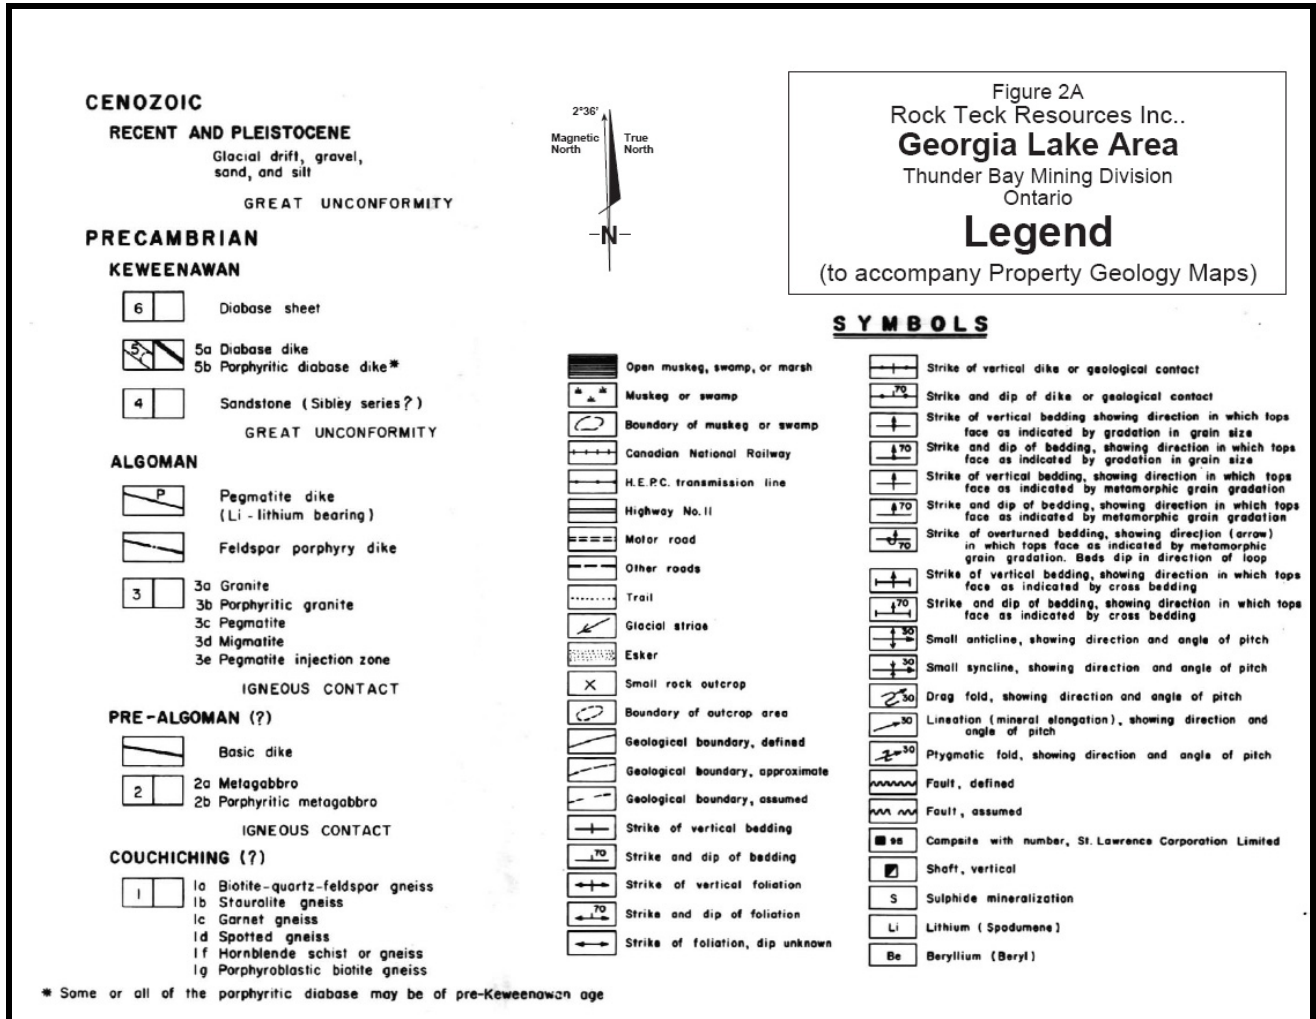 CENOZOIC
RECENT AND PLEISTOCENE
Glacial drift, gravel,
sand, and silt
GREAT UNCONFORMITY
PRECAMBRIAN
KEWEENAWAN
6 Diabase sheet
5 5a Diabase dike
5b Porphyritic diabase dike*
4 Sandstone (Sibley series?)
GREAT UNCONFORMITY
ALGOMAN
P Pegmatite dike
(Li - lithium bearing)
Feldspar porphyry dike
3 3a Granite
3b Porphyritic granite
3c Pegmatite
3d Migmatite
3e Pegmatite injection zone
IGNEOUS CONTACT
PRE-ALGOMAN (?)
Basic dike
2 2a Metagabbro
2b Porphyritic metagabbro
IGNEOUS CONTACT
COUCHICHING (?)
1 1a Biotite-quartz-feldspar gneiss
1b Staurolite gneiss
1c Garnet gneiss
1d Spotted gneiss
1f Hornblende schist or gneiss
1g Porphyroblastic biotite gneiss
* Some or all of the porphyritic diabase may be of pre-Keweenawan age
2°36'
Magnetic North
True North
N
Figure 2A
Rock Teck Resources Inc..
Georgia Lake Area
Thunder Bay Mining Division
Ontario
Legend
(to accompany Property Geology Maps)
SYMBOLS
Open muskeg, swamp, or marsh
Muskeg or swamp
Boundary of muskeg or swamp
Canadian National Railway
H.E.P.C. transmission line
Highway No. 11
Motor road
Other roads
Trail
Glacial striae
Esker
Small rock outcrop
Boundary of outcrop area
Geological boundary, defined
Geological boundary, approximate
Geological boundary, assumed
Strike of vertical bedding
70 Strike and dip of bedding
Strike of vertical foliation
70 Strike and dip of foliation
Strike of foliation, dip unknown
Strike of vertical dike or geological contact
70 Strike and dip of dike or geological contact
Strike of vertical bedding showing direction in which tops
face as indicated by gradation in grain size
70 Strike and dip of bedding, showing direction in which tops
face as indicated by gradation in grain size
Strike of vertical bedding, showing direction in which tops
face as indicated by metamorphic grain gradation
70 Strike and dip of bedding, showing direction in which tops
face as indicated by metamorphic grain gradation
70 Strike of overturned bedding, showing direction (arrow)
in which tops face as indicated by metamorphic
grain gradation. Beds dip in direction of loop
Strike of vertical bedding, showing direction in which tops
face as indicated by cross bedding
70 Strike and dip of bedding, showing direction in which tops
face as indicated by cross bedding
30 Small anticline, showing direction and angle of pitch
30 Small syncline, showing direction and angle of pitch
30 Drag fold, showing direction and angle of pitch
30 Lineation (mineral elongation), showing direction and
angle of pitch
30 Ptygmatic fold, showing direction and angle of pitch
Fault, defined
Fault, assumed
98 Campsite with number, St. Lawrence Corporation Limited
Shaft, vertical
S Sulphide mineralization
Li Lithium (Spodumene)
Be Beryllium (Beryl)